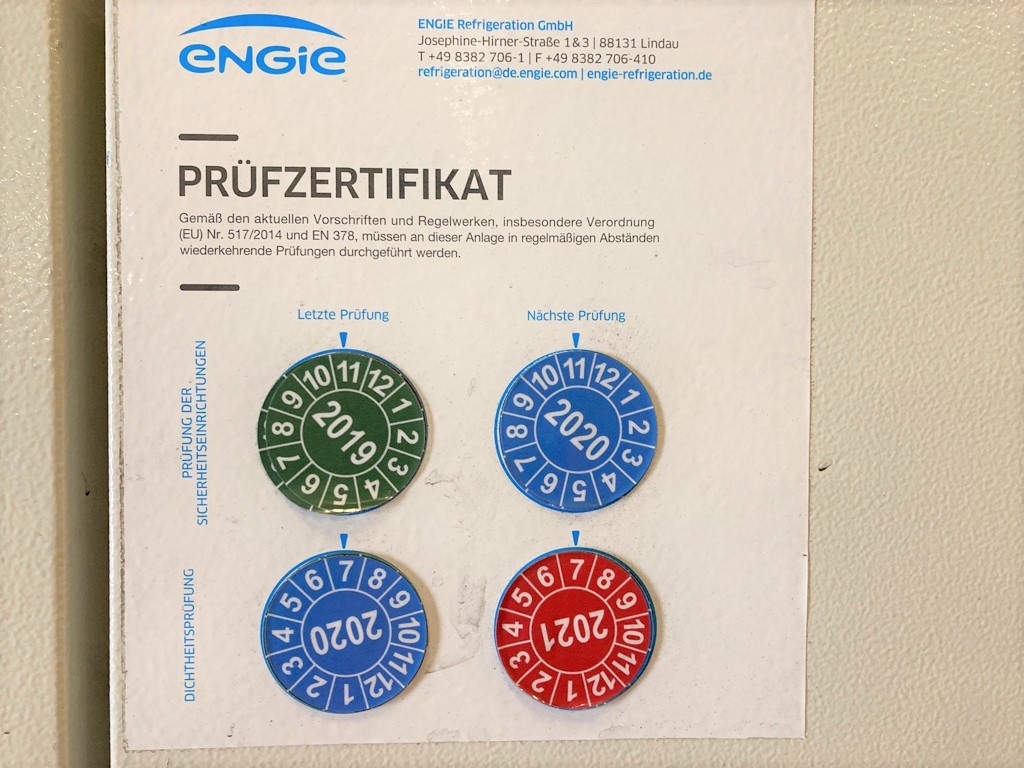 ENGIE
ENGIE Refrigeration GmbH
Josephine-Hirner-Straße 1&3 | 88131 Lindau
T +49 8382 706-1 | F +49 8382 706-410
refrigeration@de.engie.com | engie-refrigeration.de
PRÜFZERTIFIKAT
Gemäß den aktuellen Vorschriften und Regelwerken, insbesondere Verordnung
(EU) Nr. 517/2014 und EN 378, müssen an dieser Anlage in regelmäßigen Abständen
wiederkehrende Prüfungen durchgeführt werden.
Letzte Prüfung
Nächste Prüfung
PRÜFUNG DER
SICHERHEITSEINRICHTUNGEN
1 2 3 4 5 6 7 8 9 10 11 12
2019
1 2 3 4 5 6 7 8 9 10 11 12
2020
DICHTHEITSPRÜFUNG
1 2 3 4 5 6 7 8 9 10 11 12
2020
1 2 3 4 5 6 7 8 9 10 11 12
2021